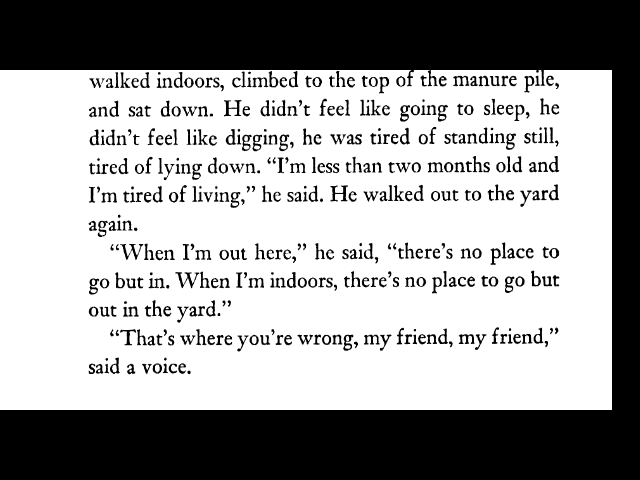 walked indoors, climbed to the top of the manure pile,
and sat down. He didn't feel like going to sleep, he
didn't feel like digging, he was tired of standing still,
tired of lying down. “I'm less than two months old and
I'm tired of living,” he said. He walked out to the yard
again.
“When I'm out here,” he said, “there's no place to
go but in. When I'm indoors, there's no place to go but
out in the yard.”
“That's where you're wrong, my friend, my friend,”
said a voice.